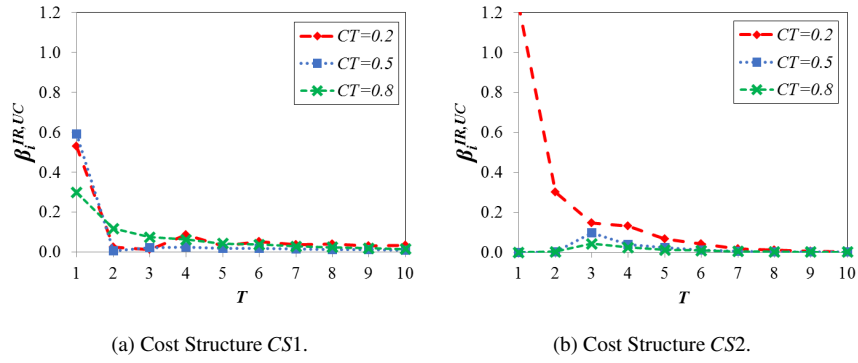 1.2
1.0
0.8
0.6
0.4
0.2
0.0
β_i^{IR,UC}
CT=0.2
CT=0.5
CT=0.8
1 2 3 4 5 6 7 8 9 10
T
(a) Cost Structure CS1.
1.2
1.0
0.8
0.6
0.4
0.2
0.0
β_i^{IR,UC}
CT=0.2
CT=0.5
CT=0.8
1 2 3 4 5 6 7 8 9 10
T
(b) Cost Structure CS2.